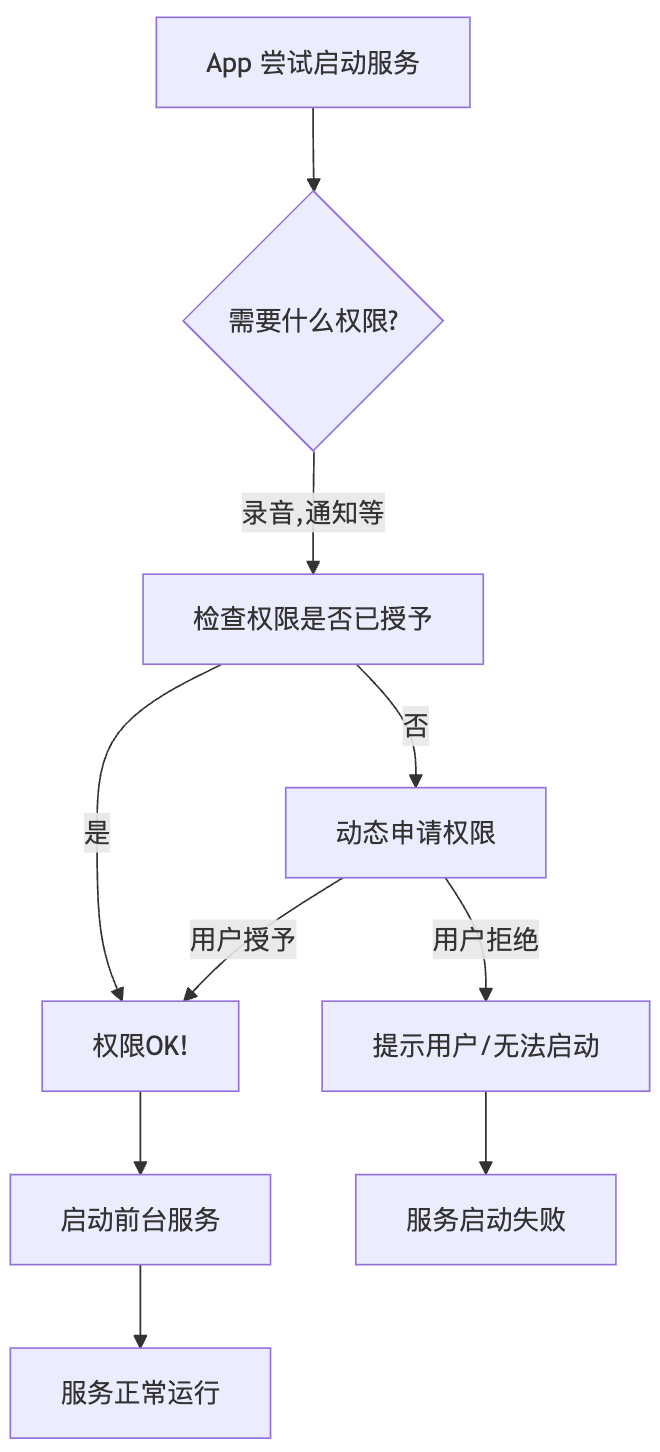 App 尝试启动服务
需要什么权限?
录音,通知等
检查权限是否已授予
否
是
动态申请权限
用户授予
用户拒绝
权限OK!
提示用户/无法启动
启动前台服务
服务启动失败
服务正常运行